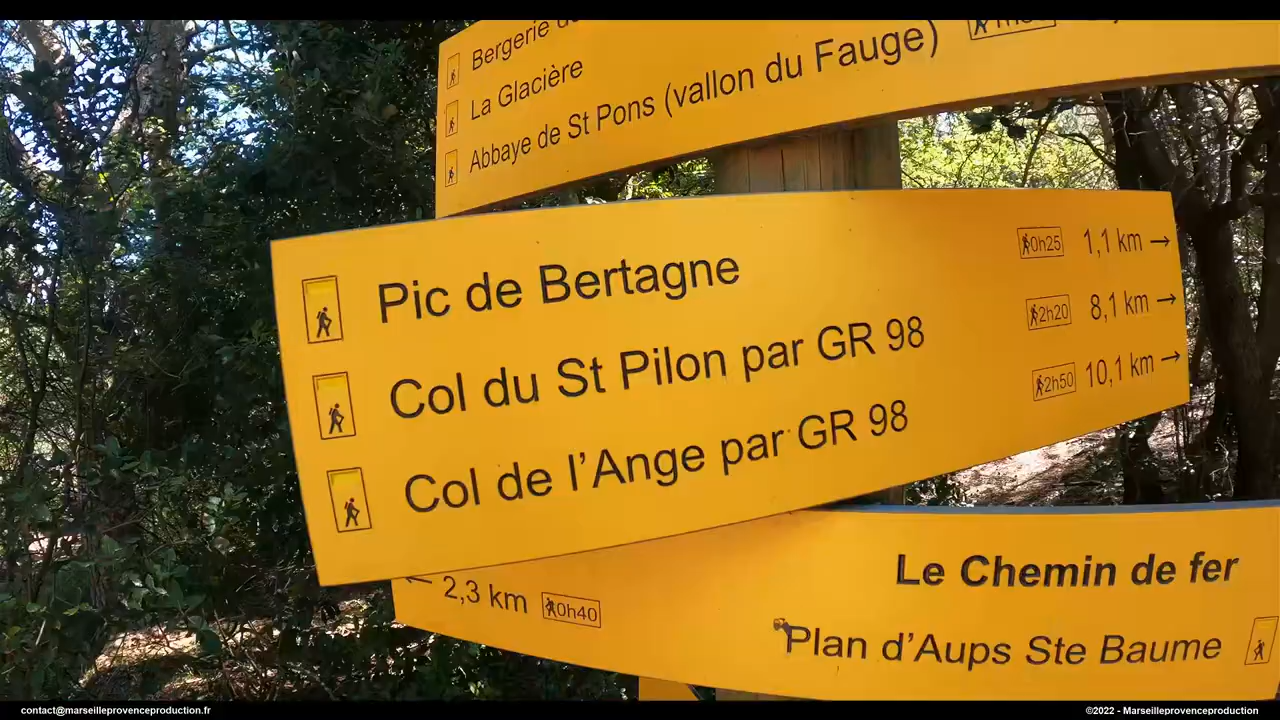 Bergerie
La Glacière
Abbaye de St Pons (vallon du Fauge)
Pic de Bertagne 0h25 1,1 km →
Col du St Pilon par GR 98 2h20 8,1 km →
Col de l'Ange par GR 98 2h50 10,1 km →
Le Chemin de fer
← 2,3 km 0h40
Plan d'Aups Ste Baume
contact@marseilleprovenceproduction.fr
©2022 - Marseilleprovenceproduction